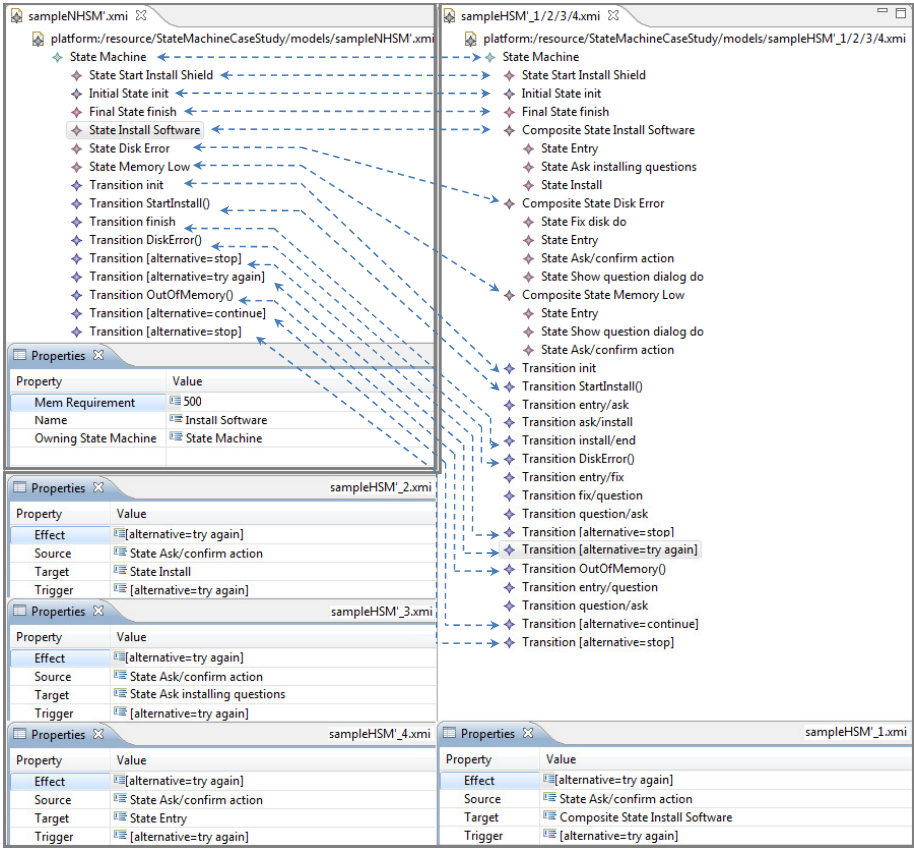 sampleNHSM'.xmi
platform:/resource/StateMachineCaseStudy/models/sampleNHSM'.xmi
State Machine
State Start Install Shield
Initial State init
Final State finish
State Install Software
State Disk Error
State Memory Low
Transition init
Transition StartInstall()
Transition finish
Transition DiskError()
Transition [alternative=stop]
Transition [alternative=try again]
Transition OutOfMemory()
Transition [alternative=continue]
Transition [alternative=stop]
Properties
Property Value
Mem Requirement 500
Name Install Software
Owning State Machine State Machine
Properties sampleHSM'_2.xmi
Property Value
Effect [alternative=try again]
Source State Ask/confirm action
Target State Install
Trigger [alternative=try again]
Properties sampleHSM'_3.xmi
Property Value
Effect [alternative=try again]
Source State Ask/confirm action
Target State Ask installing questions
Trigger [alternative=try again]
Properties sampleHSM'_4.xmi
Property Value
Effect [alternative=try again]
Source State Ask/confirm action
Target State Entry
Trigger [alternative=try again]
sampleHSM'_1/2/3/4.xmi
platform:/resource/StateMachineCaseStudy/models/sampleHSM'_1/2/3/4.xmi
State Machine
State Start Install Shield
Initial State init
Final State finish
Composite State Install Software
State Entry
State Ask installing questions
State Install
Composite State Disk Error
State Fix disk do
State Entry
State Ask/confirm action
State Show question dialog do
Composite State Memory Low
State Entry
State Show question dialog do
State Ask/confirm action
Transition init
Transition StartInstall()
Transition entry/ask
Transition ask/install
Transition install/end
Transition DiskError()
Transition entry/fix
Transition fix/question
Transition question/ask
Transition [alternative=stop]
Transition [alternative=try again]
Transition OutOfMemory()
Transition entry/question
Transition question/ask
Transition [alternative=continue]
Transition [alternative=stop]
Properties sampleHSM'_1.xmi
Property Value
Effect [alternative=try again]
Source State Ask/confirm action
Target Composite State Install Software
Trigger [alternative=try again]